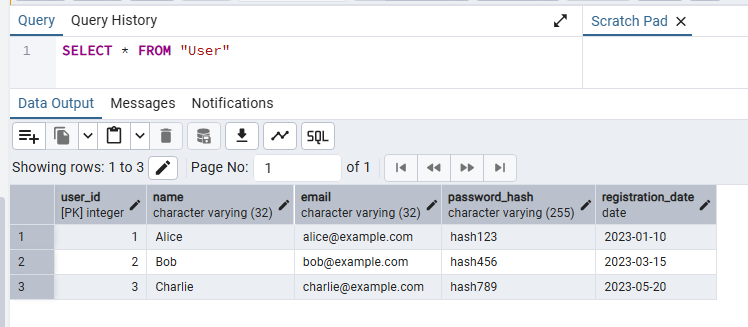 Query Query History Scratch Pad
1 SELECT * FROM "User"
Data Output Messages Notifications
SQL
Showing rows: 1 to 3 Page No: 1 of 1
user_id name email password_hash registration_date
[PK] integer character varying (32) character varying (32) character varying (255) date
1 1 Alice alice@example.com hash123 2023-01-10
2 2 Bob bob@example.com hash456 2023-03-15
3 3 Charlie charlie@example.com hash789 2023-05-20